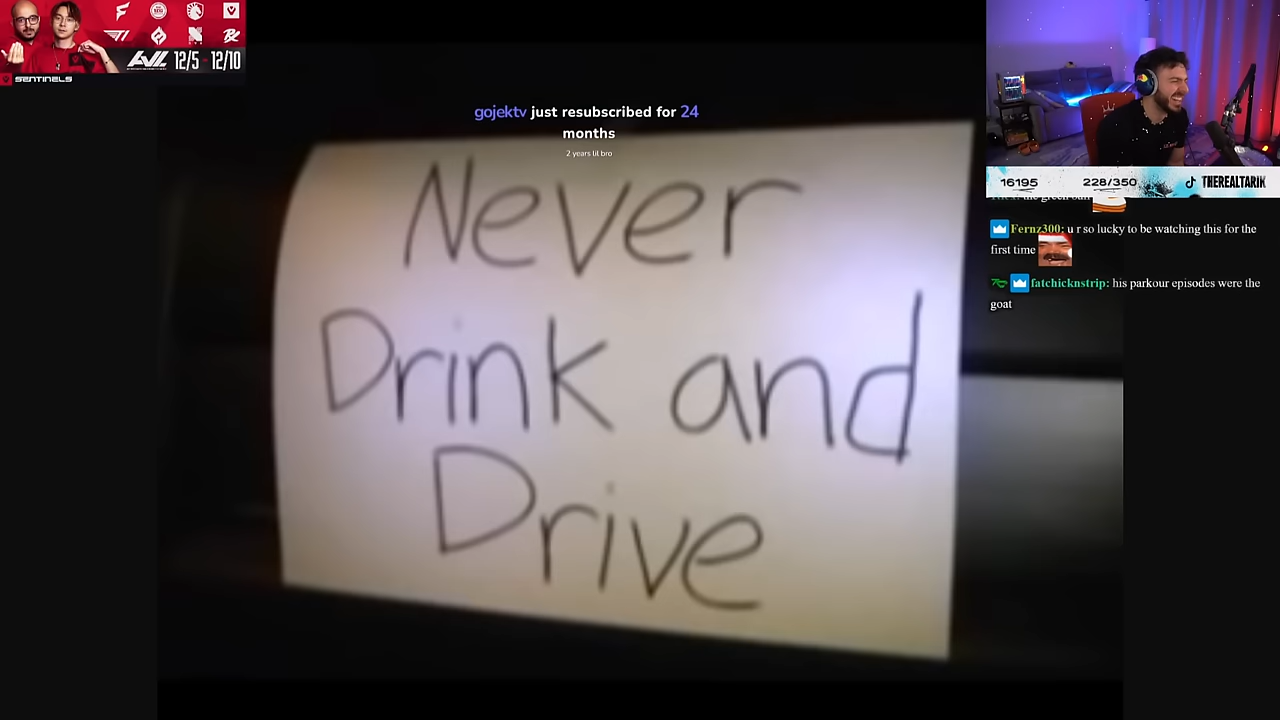 12/5 - 12/10
SENTINELS
gojektv just resubscribed for 24
months
2 years lil bro
Never
Drink and
Drive
16195
228/350
THEREALTARIK
Fernz300: u r so lucky to be watching this for the
first time
fatchicknstrip: his parkour episodes were the
goat